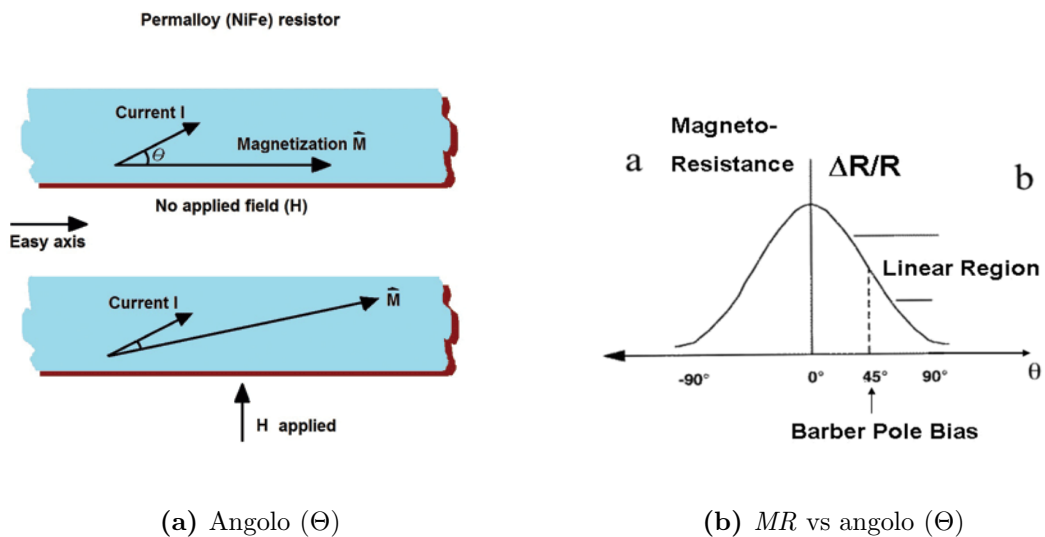 Permalloy (NiFe) resistor
Current I
Θ
Magnetization M̂
No applied field (H)
Easy axis
Current I
M̂
H applied
(a) Angolo (Θ)
Magneto-
a
Resistance
ΔR/R
b
Linear Region
-90°
0°
45°
90°
θ
Barber Pole Bias
(b) MR vs angolo (Θ)